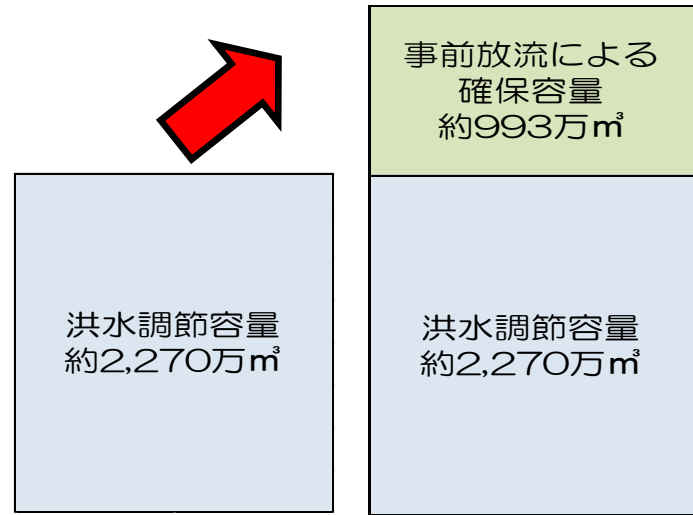 事前放流による
確保容量
約993万㎥
洪水調節容量
約2,270万㎥
洪水調節容量
約2,270万㎥